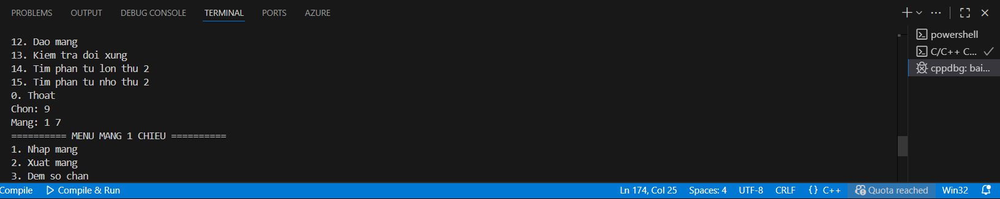 PROBLEMS OUTPUT DEBUG CONSOLE TERMINAL PORTS AZURE
12. Dao mang
13. Kiem tra doi xung
14. Tim phan tu lon thu 2
15. Tim phan tu nho thu 2
0. Thoat
Chon: 9
Mang: 1 7
========== MENU MANG 1 CHIEU ==========
1. Nhap mang
2. Xuat mang
3. Dem so chan
powershell
C/C++ C...
cppdbg: bai...
Compile Compile & Run Ln 174, Col 25 Spaces: 4 UTF-8 CRLF {} C++ Quota reached Win32